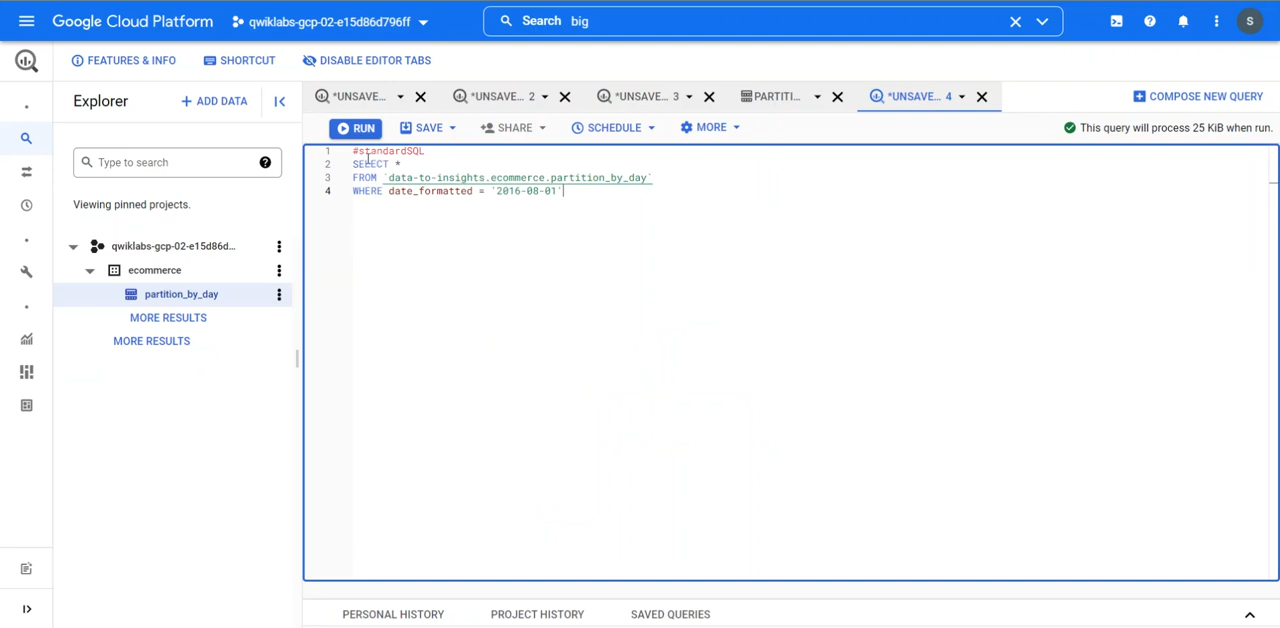 Google Cloud Platform qwiklabs-gcp-02-e15d86d796ff Search big S
FEATURES & INFO SHORTCUT DISABLE EDITOR TABS
Explorer + ADD DATA
*UNSAVE... *UNSAVE... 2 *UNSAVE... 3 PARTITI... *UNSAVE... 4 COMPOSE NEW QUERY
RUN SAVE SHARE SCHEDULE MORE This query will process 25 KiB when run.
Type to search
Viewing pinned projects.
qwiklabs-gcp-02-e15d86d...
ecommerce
partition_by_day
MORE RESULTS
MORE RESULTS
1 #standardSQL
2 SELECT *
3 FROM `data-to-insights.ecommerce.partition_by_day`
4 WHERE date_formatted = '2016-08-01'
PERSONAL HISTORY PROJECT HISTORY SAVED QUERIES